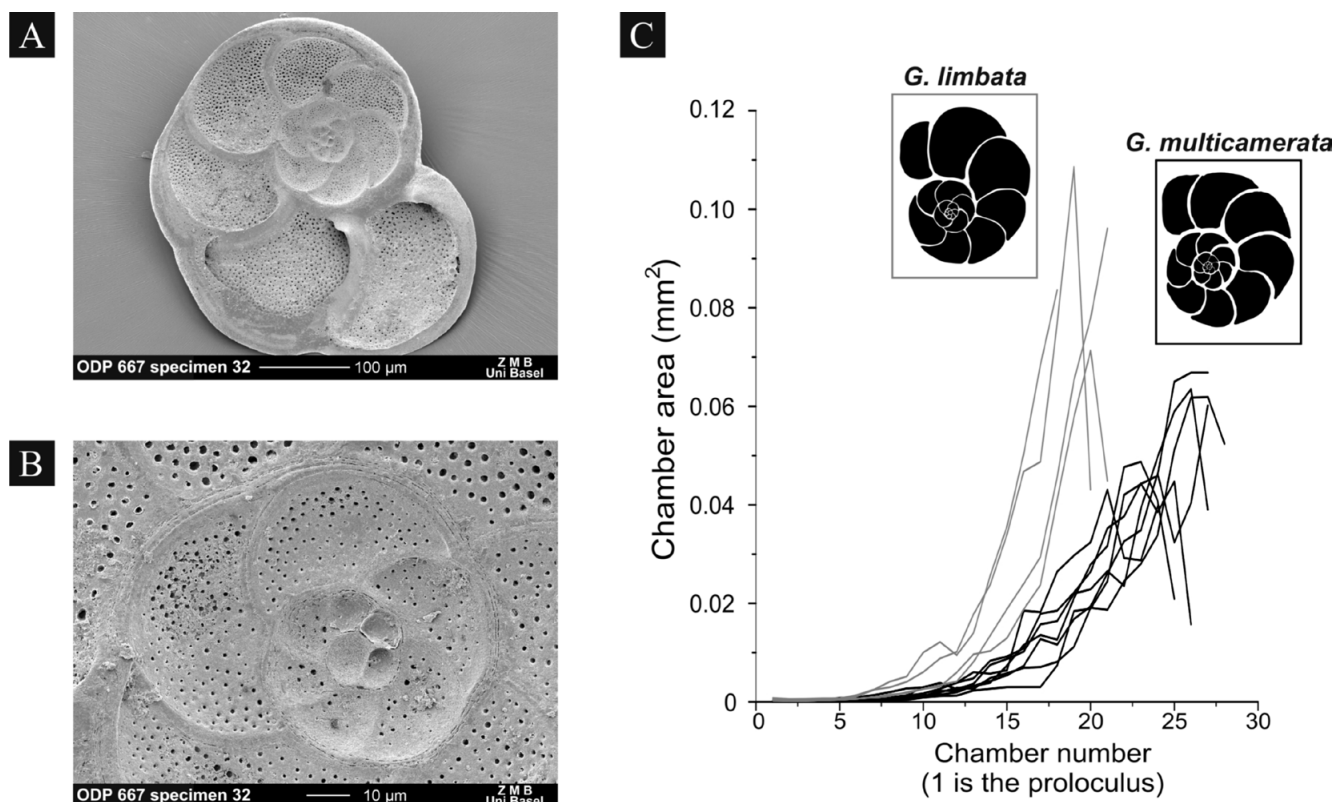 A
ODP 667 specimen 32 100 µm Z M B
Uni Basel
B
ODP 667 specimen 32 10 µm Z M B
Uni Basel
C
G. limbata
G. multicamerata
Chamber area (mm²)
0.12
0.10
0.08
0.06
0.04
0.02
0
0 5 10 15 20 25 30
Chamber number
(1 is the proloculus)